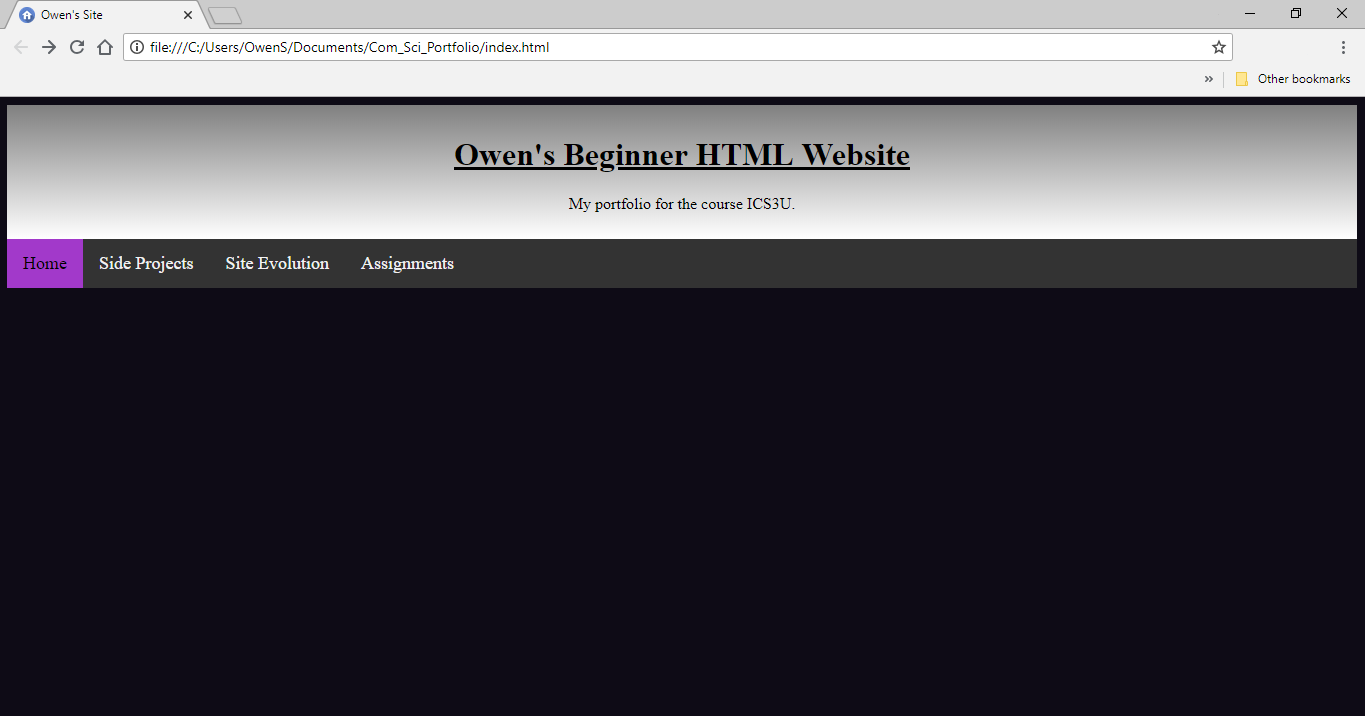 Owen's Site
file:///C:/Users/OwenS/Documents/Com_Sci_Portfolio/index.html
» Other bookmarks
Owen's Beginner HTML Website
My portfolio for the course ICS3U.
Home Side Projects Site Evolution Assignments